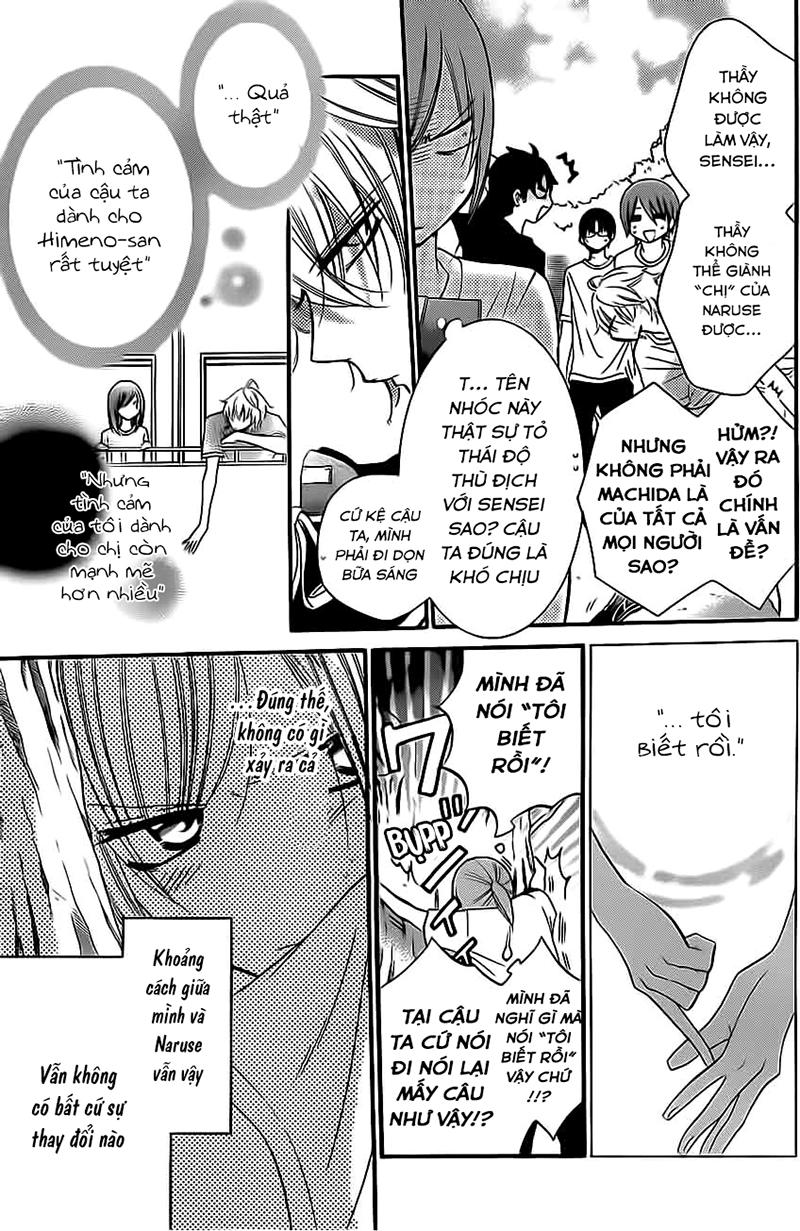 THẦY
KHÔNG
ĐƯỢC
LÀM VẬY,
SENSEI...
THẦY
KHÔNG
THỂ GIÀNH
"CHỊ" CỦA
NARUSE
ĐƯỢC...
HỬM?!
VẬY RA
ĐÓ
CHÍNH
LÀ VẤN
ĐỀ?
NHƯNG
KHÔNG PHẢI
MACHIDA LÀ
CỦA TẤT CẢ
MỌI NGƯỜI
SAO?
T... TÊN
NHÓC NÀY
THẬT SỰ TỎ
THÁI ĐỘ
THÙ ĐỊCH
VỚI SENSEI
SAO? CẬU
TA ĐÚNG LÀ
KHÓ CHỊU
CỨ KỆ CẬU
TA, MÌNH
PHẢI ĐI DỌN
BỮA SÁNG
"... Quả
thật"
"Tình cảm
của cậu ta
dành cho
Himeno-san
rất tuyệt"
"Nhưng
tình cảm
của tôi dành
cho chị còn
mạnh mẽ
hơn nhiều"
"... tôi
biết rồi."
MÌNH ĐÃ
NÓI "TÔI
BIẾT
RỒI"!
ワ
BỤPP
イ
イ
MÌNH ĐÃ
NGHĨ GÌ MÀ
NÓI "TÔI
BIẾT RỒI"
VẬY CHỨ
!!?
TẠI CẬU
TA CỨ NÓI
ĐI NÓI LẠI
MẤY CÂU
NHƯ VẬY!?
...Đúng thế,
không có gì
xảy ra cả
Khoảng
cách giữa
mình và
Naruse
vẫn vậy
Vẫn không
có bất cứ sự
thay đổi nào